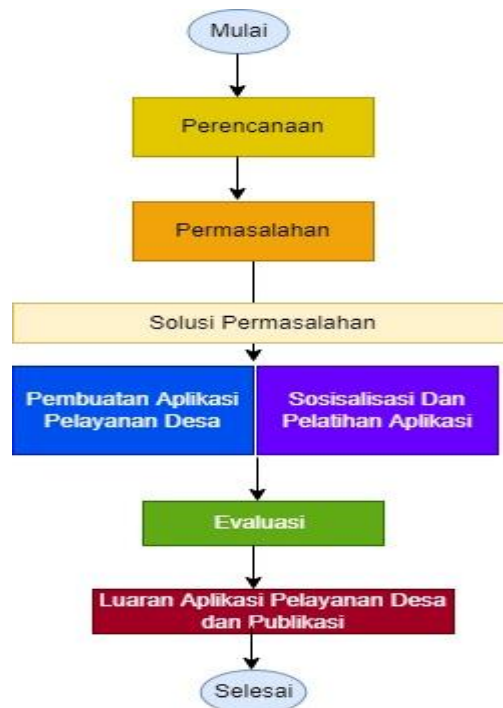 Mulai
Perencanaan
Permasalahan
Solusi Permasalahan
Pembuatan Aplikasi
Pelayanan Desa
Sosisalisasi Dan
Pelatihan Aplikasi
Evaluasi
Luaran Aplikasi Pelayanan Desa
dan Publikasi
Selesai